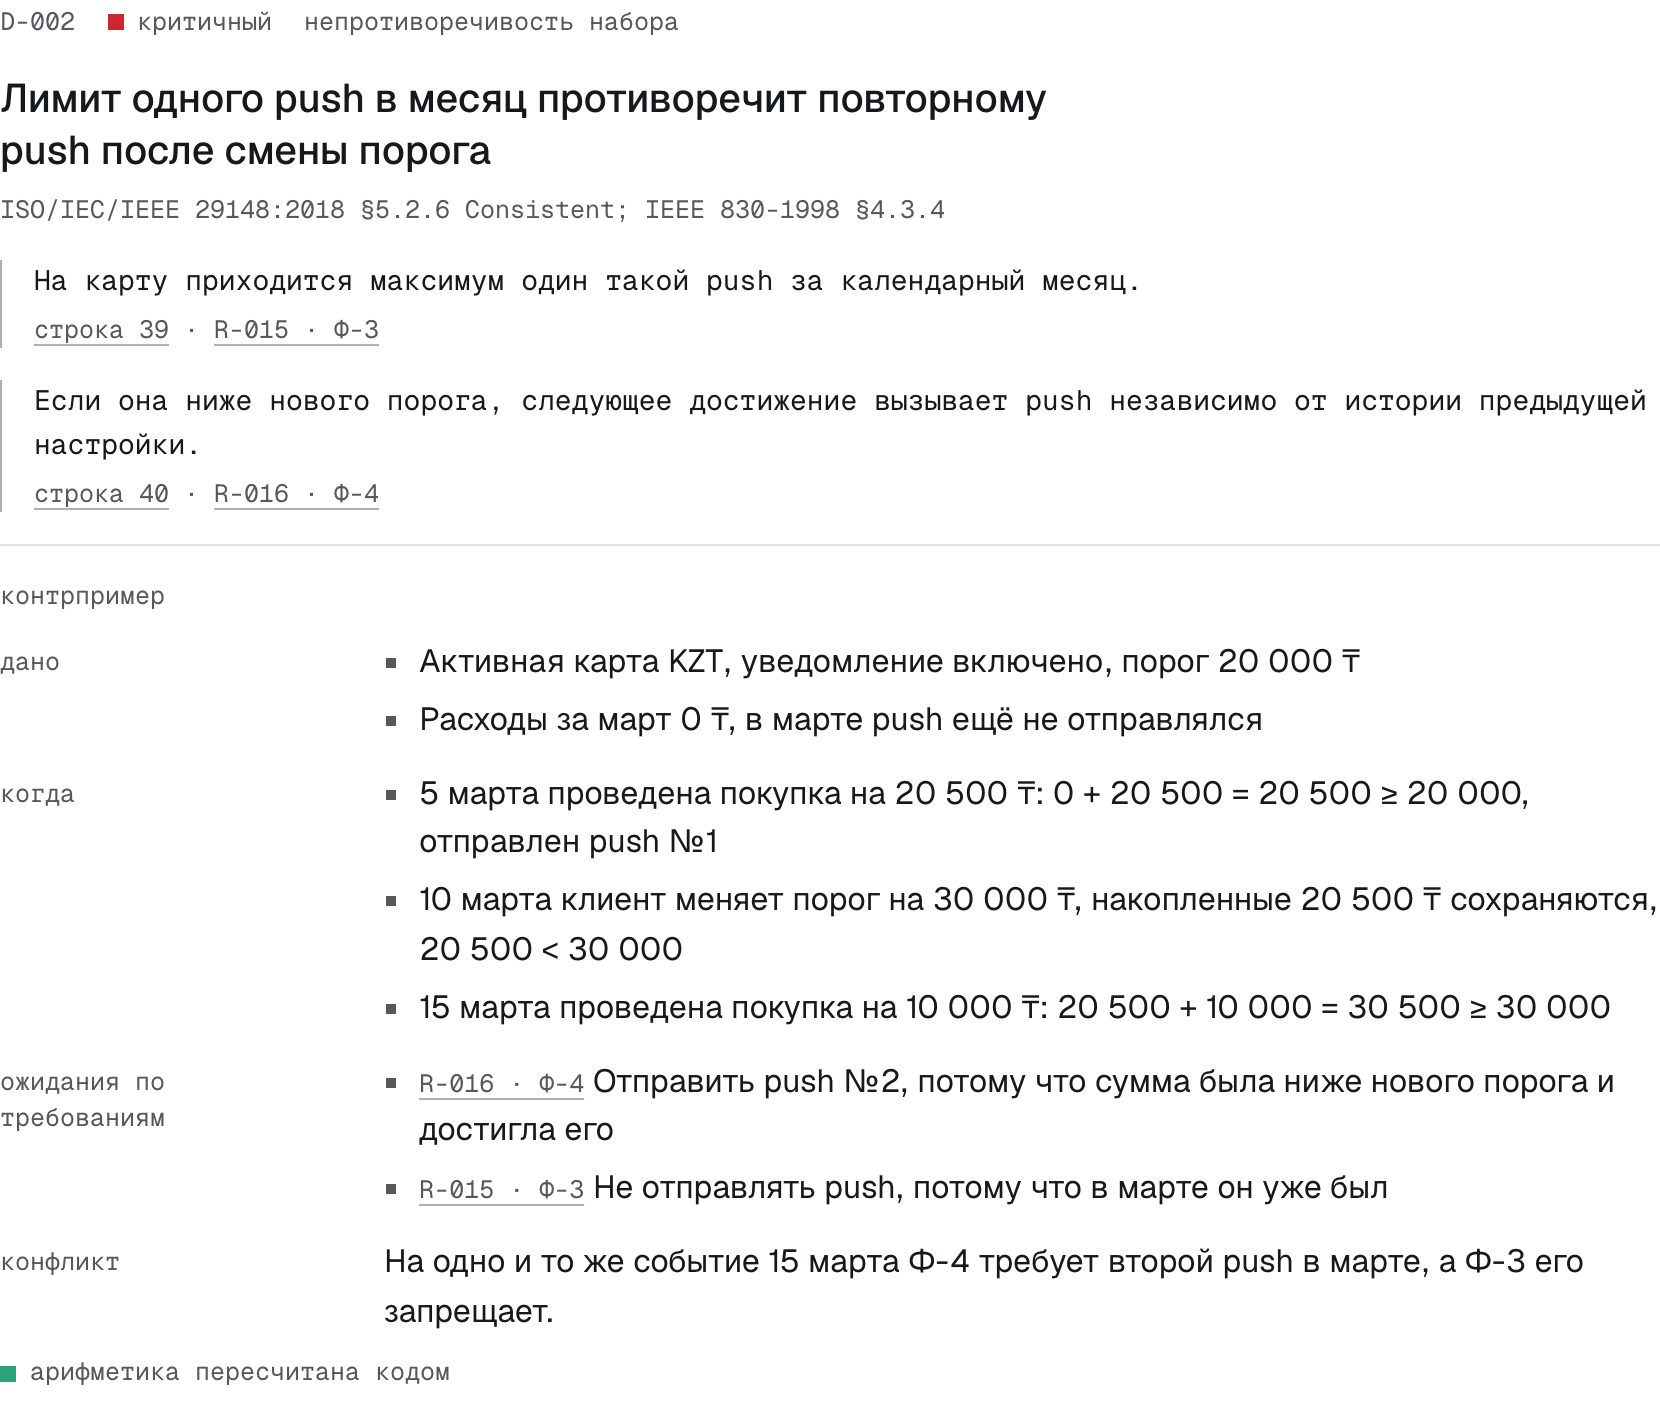 D-002 критичный непротиворечивость набора
Лимит одного push в месяц противоречит повторному
push после смены порога
ISO/IEC/IEEE 29148:2018 §5.2.6 Consistent; IEEE 830-1998 §4.3.4
На карту приходится максимум один такой push за календарный месяц.
строка 39 · R-015 · Ф-3
Если она ниже нового порога, следующее достижение вызывает push независимо от истории предыдущей
настройки.
строка 40 · R-016 · Ф-4
контрпример
дано
Активная карта KZT, уведомление включено, порог 20 000 ₸
Расходы за март 0 ₸, в марте push ещё не отправлялся
когда
5 марта проведена покупка на 20 500 ₸: 0 + 20 500 = 20 500 ≥ 20 000,
отправлен push №1
10 марта клиент меняет порог на 30 000 ₸, накопленные 20 500 ₸ сохраняются,
20 500 < 30 000
15 марта проведена покупка на 10 000 ₸: 20 500 + 10 000 = 30 500 ≥ 30 000
ожидания по
требованиям
R-016 · Ф-4 Отправить push №2, потому что сумма была ниже нового порога и
достигла его
R-015 · Ф-3 Не отправлять push, потому что в марте он уже был
конфликт
На одно и то же событие 15 марта Ф-4 требует второй push в марте, а Ф-3 его
запрещает.
арифметика пересчитана кодом